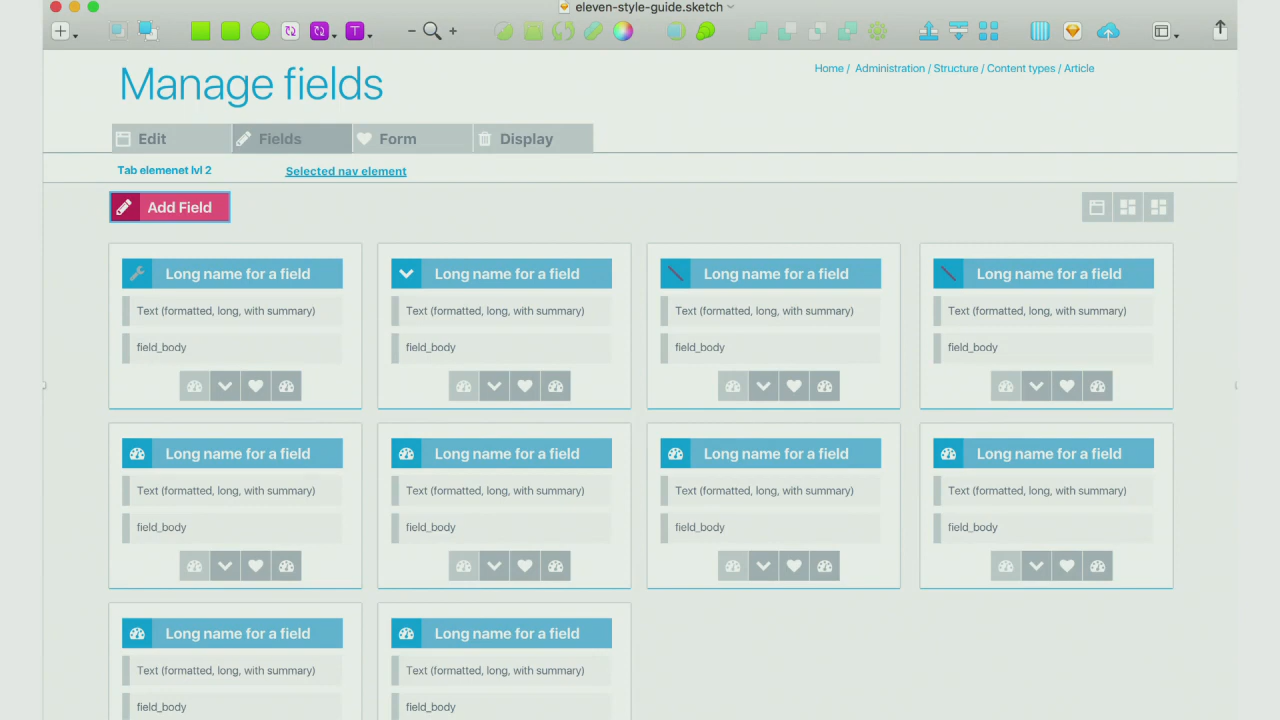 eleven-style-guide.sketch
Manage fields
Home / Administration / Structure / Content types / Article
Edit Fields Form Display
Tab elemenet lvl 2 Selected nav element
Add Field
Long name for a field Long name for a field Long name for a field Long name for a field
Text (formatted, long, with summary) Text (formatted, long, with summary) Text (formatted, long, with summary) Text (formatted, long, with summary)
field_body field_body field_body field_body
Long name for a field Long name for a field Long name for a field Long name for a field
Text (formatted, long, with summary) Text (formatted, long, with summary) Text (formatted, long, with summary) Text (formatted, long, with summary)
field_body field_body field_body field_body
Long name for a field Long name for a field
Text (formatted, long, with summary) Text (formatted, long, with summary)
field_body field_body